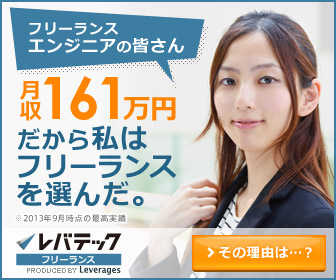 フリーランス
エンジニアの皆さん
月収161万円
だから私は
フリーランス
を選んだ。
※2013年9月時点の最高実績
レバテック
フリーランス
PRODUCED BY Leverages
その理由は…?